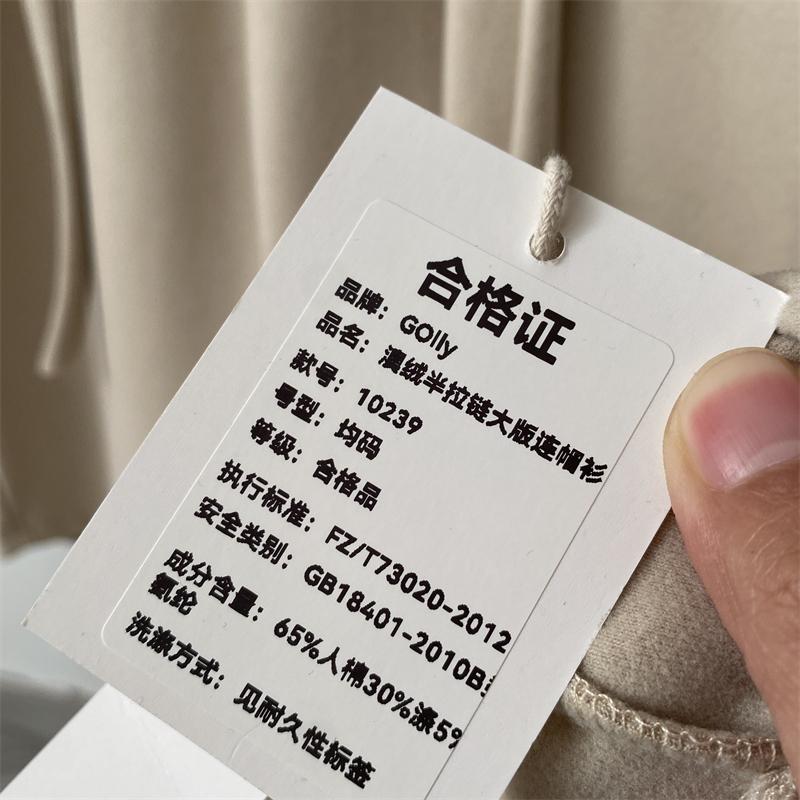 合格证
品牌：GOlly
品名：澳绒半拉链大版连帽衫
款号：10239
号型：均码
等级：合格品
执行标准：FZ/T73020-2012
安全类别：GB18401-2010B
成分含量：65%人棉30%涤5%
氨纶
洗涤方式：见耐久性标签